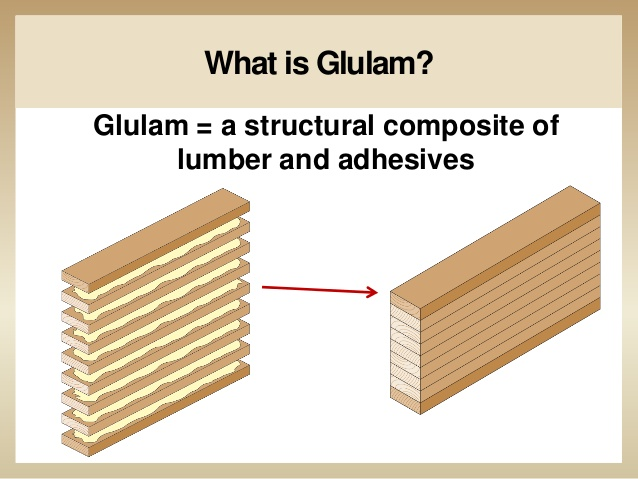 What is Glulam?
Glulam = a structural composite of
lumber and adhesives